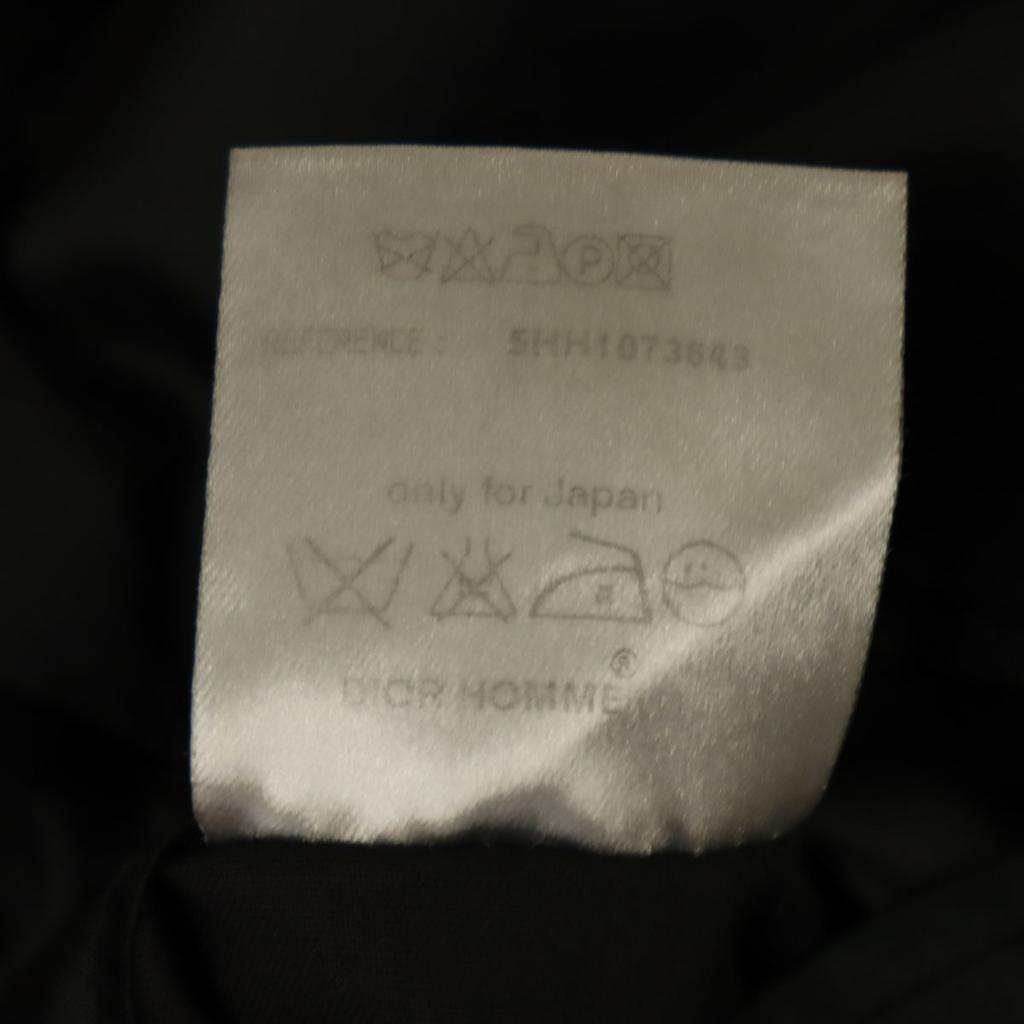 P
REFERENCE : 5HH1073643
only for Japan
DIOR HOMME®